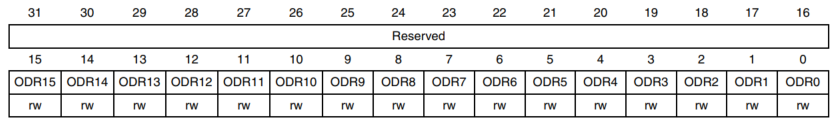 31 30 29 28 27 26 25 24 23 22 21 20 19 18 17 16
Reserved
15 14 13 12 11 10 9 8 7 6 5 4 3 2 1 0
ODR15 ODR14 ODR13 ODR12 ODR11 ODR10 ODR9 ODR8 ODR7 ODR6 ODR5 ODR4 ODR3 ODR2 ODR1 ODR0
rw rw rw rw rw rw rw rw rw rw rw rw rw rw rw rw